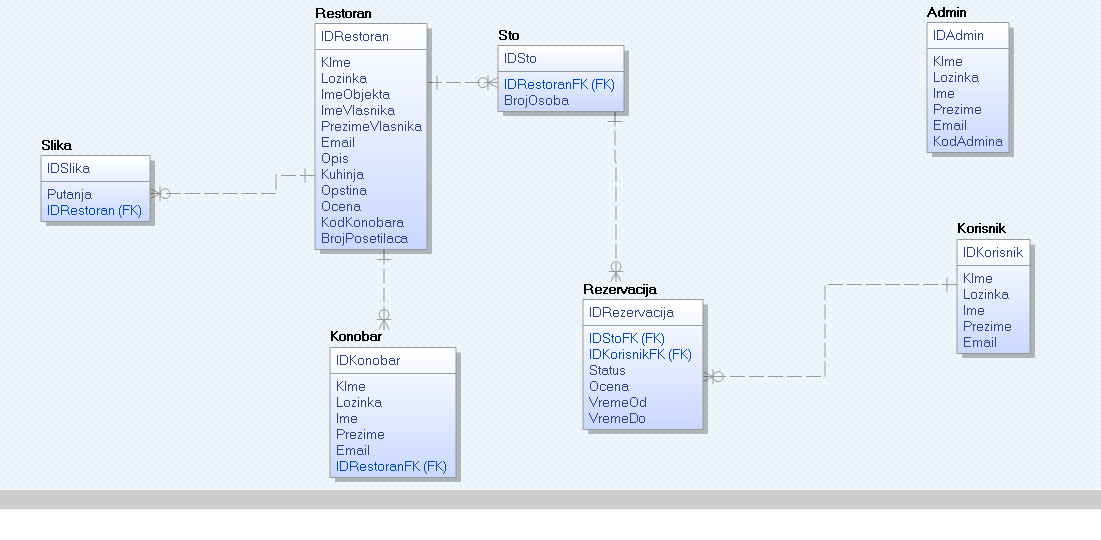 Restoran
IDRestoran
KIme
Lozinka
ImeObjekta
ImeVlasnika
PrezimeVlasnika
Email
Opis
Kuhinja
Opstina
Ocena
KodKonobara
BrojPosetilaca
Sto
IDSto
IDRestoranFK (FK)
BrojOsoba
Admin
IDAdmin
KIme
Lozinka
Ime
Prezime
Email
KodAdmina
Slika
IDSlika
Putanja
IDRestoran (FK)
Korisnik
IDKorisnik
KIme
Lozinka
Ime
Prezime
Email
Rezervacija
IDRezervacija
IDStoFK (FK)
IDKorisnikFK (FK)
Status
Ocena
VremeOd
VremeDo
Konobar
IDKonobar
KIme
Lozinka
Ime
Prezime
Email
IDRestoranFK (FK)